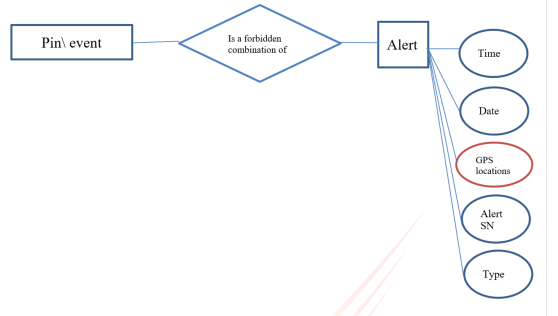 Pin\ event
Is a forbidden
combination of
Alert
Time
Date
GPS
locations
Alert
SN
Type